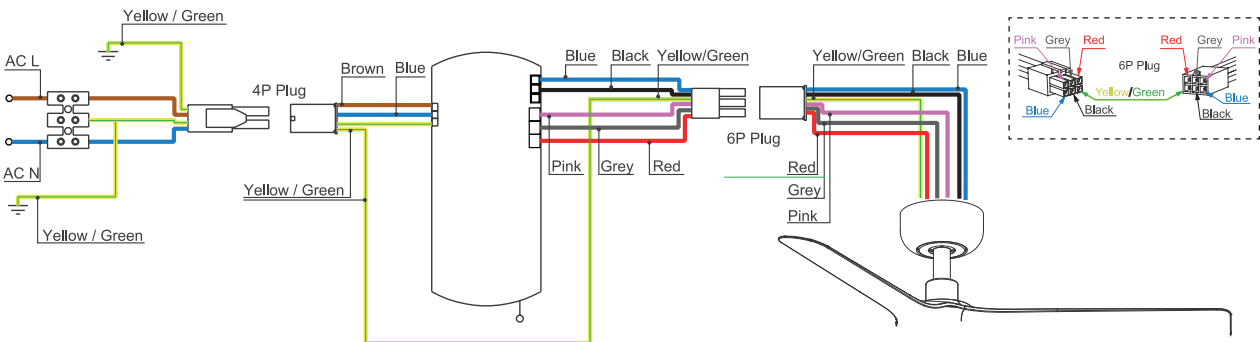 Yellow / Green
AC L
AC N
Yellow / Green
4P Plug
Brown
Blue
Yellow / Green
Blue
Black
Yellow/Green
Pink
Grey
Red
6P Plug
Yellow/Green
Black
Blue
Red
Grey
Pink
Pink
Grey
Red
Red
Grey
Pink
6P Plug
Yellow/Green
Blue
Black
Blue
Black